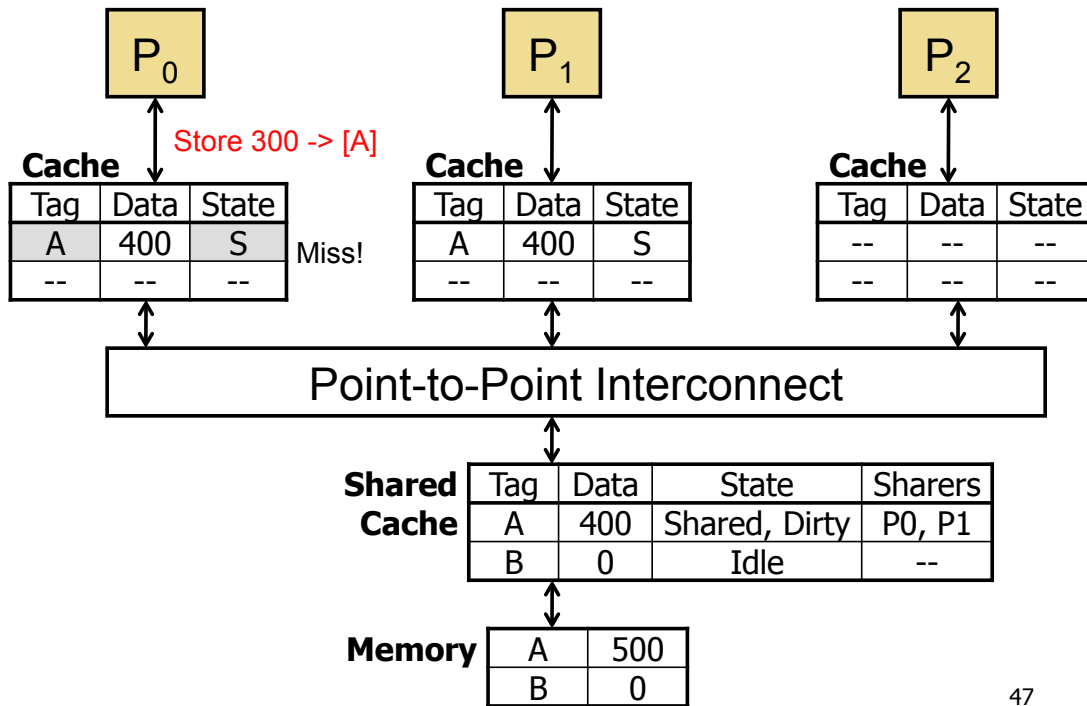 P0 P1 P2
Store 300 -> [A]
Cache Cache Cache
Tag Data State Tag Data State Tag Data State
A 400 S Miss! A 400 S -- -- --
-- -- -- -- -- -- -- -- --
Point-to-Point Interconnect
Shared Tag Data State Sharers
Cache A 400 Shared, Dirty P0, P1
B 0 Idle --
Memory A 500
B 0
47